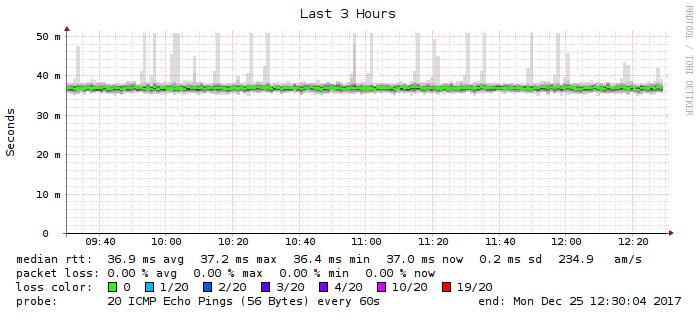 Last 3 Hours
RRDTOOL / TOBI OETIKER
Seconds
50 m
40 m
30 m
20 m
10 m
0
09:40 10:00 10:20 10:40 11:00 11:20 11:40 12:00 12:20
median rtt: 36.9 ms avg 37.2 ms max 36.4 ms min 37.0 ms now 0.2 ms sd 234.9 am/s
packet loss: 0.00 % avg 0.00 % max 0.00 % min 0.00 % now
loss color: 0 1/20 2/20 3/20 4/20 10/20 19/20
probe: 20 ICMP Echo Pings (56 Bytes) every 60s end: Mon Dec 25 12:30:04 2017